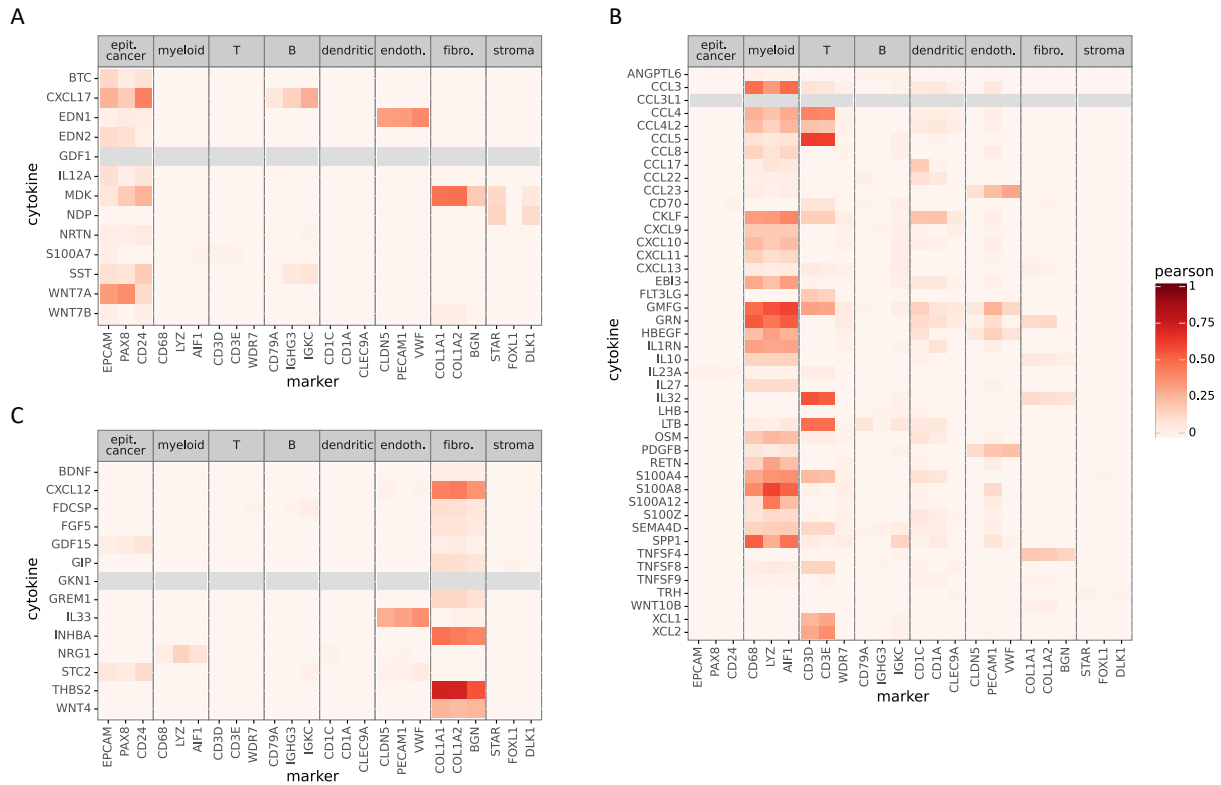 A
epit. cancer myeloid T B dendritic endoth. fibro. stroma
BTC
CXCL17
EDN1
EDN2
GDF1
IL12A
MDK
NDP
NRTN
S100A7
SST
WNT7A
WNT7B
cytokine
EPCAM PAX8 CD24 CD68 LYZ AIF1 CD3D CD3E WDR7 CD79A IGHG3 IGKC CD1C CD1A CLEC9A CLDN5 PECAM1 VWF COL1A1 COL1A2 BGN STAR FOXL1 DLK1
marker
C
epit. cancer myeloid T B dendritic endoth. fibro. stroma
BDNF
CXCL12
FDCSP
FGF5
GDF15
GIP
GKN1
GREM1
IL33
INHBA
NRG1
STC2
THBS2
WNT4
cytokine
EPCAM PAX8 CD24 CD68 LYZ AIF1 CD3D CD3E WDR7 CD79A IGHG3 IGKC CD1C CD1A CLEC9A CLDN5 PECAM1 VWF COL1A1 COL1A2 BGN STAR FOXL1 DLK1
marker
B
epit. cancer myeloid T B dendritic endoth. fibro. stroma
ANGPTL6
CCL3
CCL3L1
CCL4
CCL4L2
CCL5
CCL8
CCL17
CCL22
CCL23
CD70
CKLF
CXCL9
CXCL10
CXCL11
CXCL13
EBI3
FLT3LG
GMFG
GRN
HBEGF
IL1RN
IL10
IL23A
IL27
IL32
LHB
LTB
OSM
PDGFB
RETN
S100A4
S100A8
S100A12
S100Z
SEMA4D
SPP1
TNFSF4
TNFSF8
TNFSF9
TRH
WNT10B
XCL1
XCL2
cytokine
EPCAM PAX8 CD24 CD68 LYZ AIF1 CD3D CD3E WDR7 CD79A IGHG3 IGKC CD1C CD1A CLEC9A CLDN5 PECAM1 VWF COL1A1 COL1A2 BGN STAR FOXL1 DLK1
marker
pearson
1
0.75
0.50
0.25
0